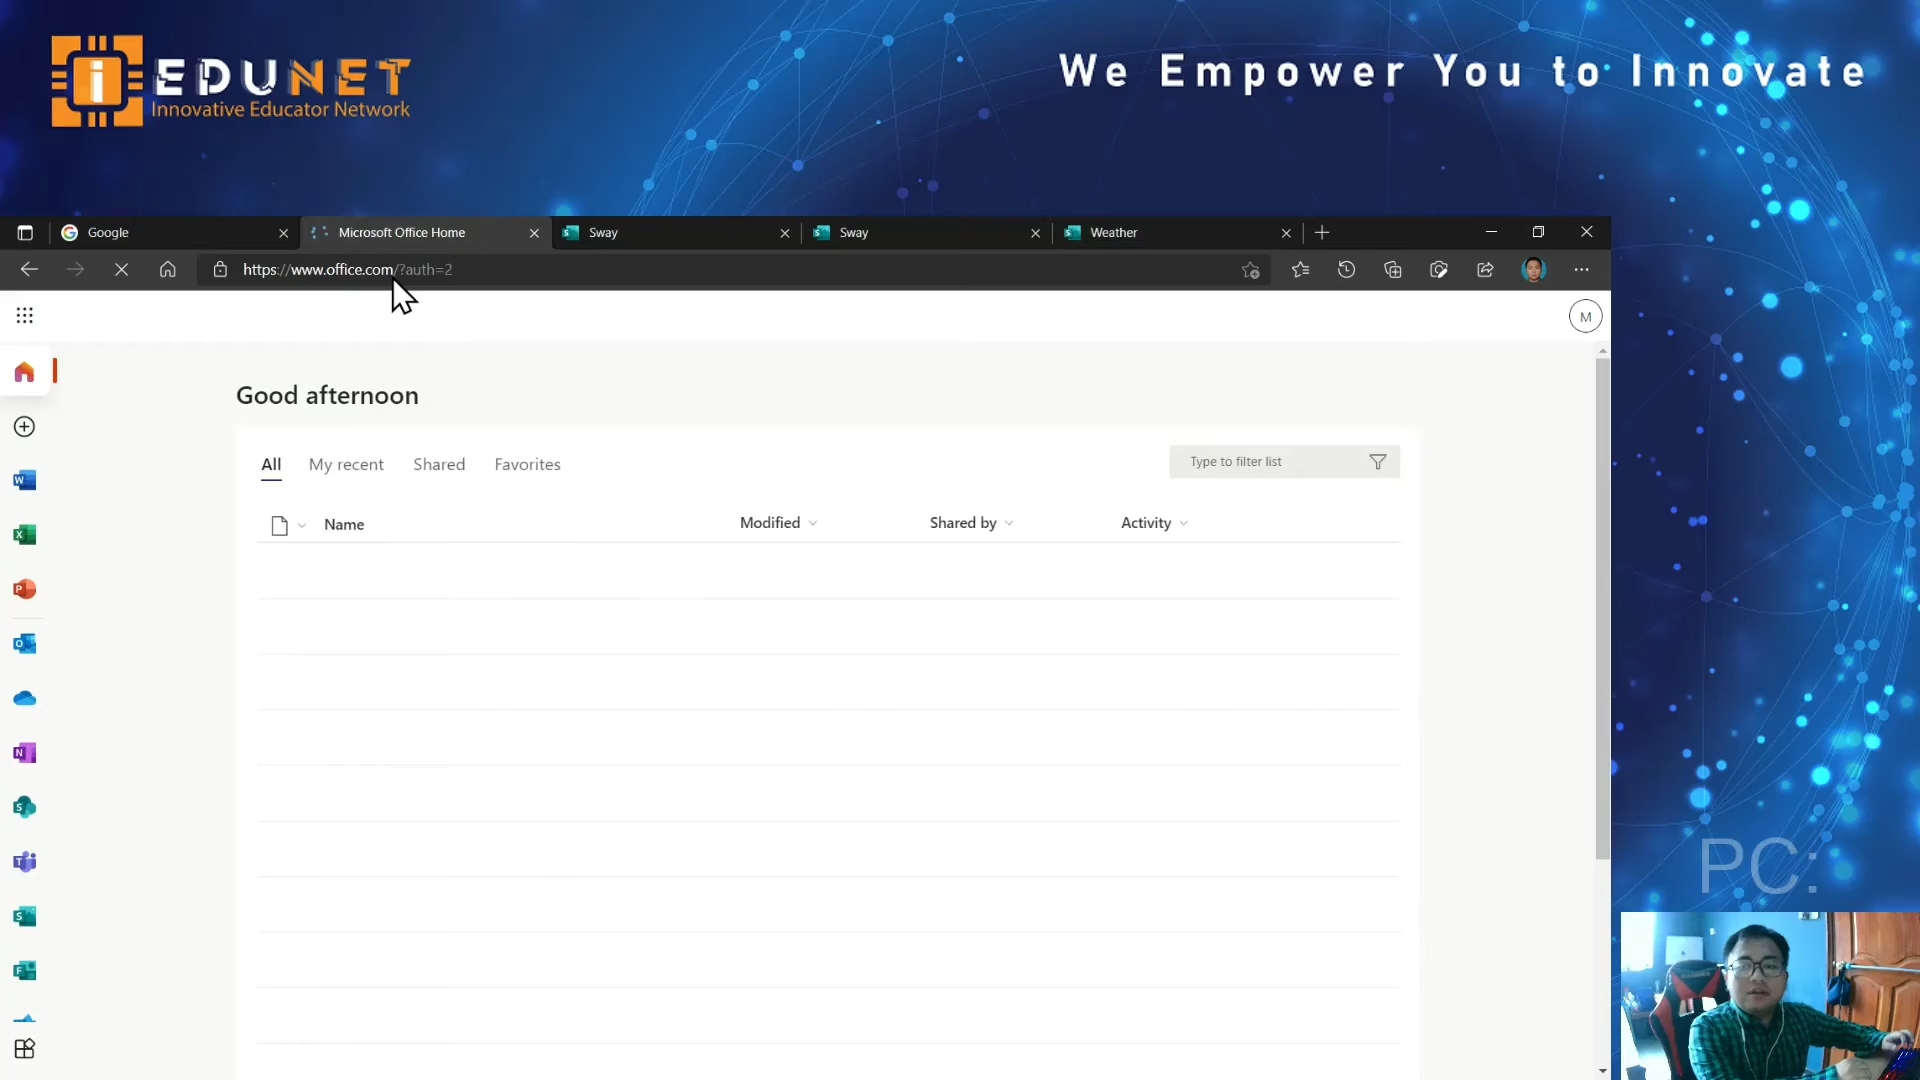 i EDUNET
Innovative Educator Network
We Empower You to Innovate
Google
Microsoft Office Home
Sway
Sway
Weather
https://www.office.com/?auth=2
M
Good afternoon
All
My recent
Shared
Favorites
Type to filter list
Name
Modified
Shared by
Activity
W
X
P
O
N
S
T
S
F
PC: